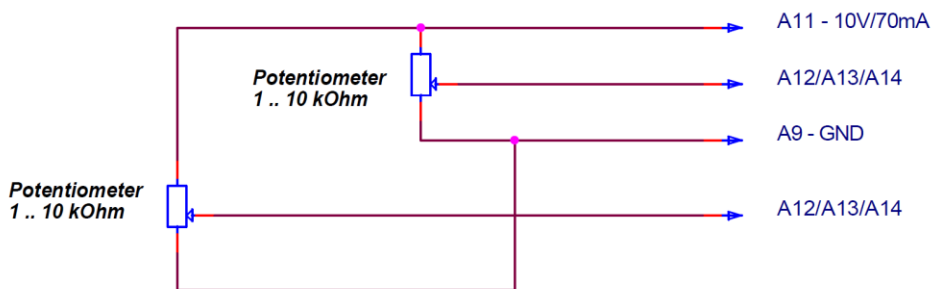 A11 - 10V/70mA
Potentiometer
1 .. 10 kOhm
A12/A13/A14
A9 - GND
Potentiometer
1 .. 10 kOhm
A12/A13/A14